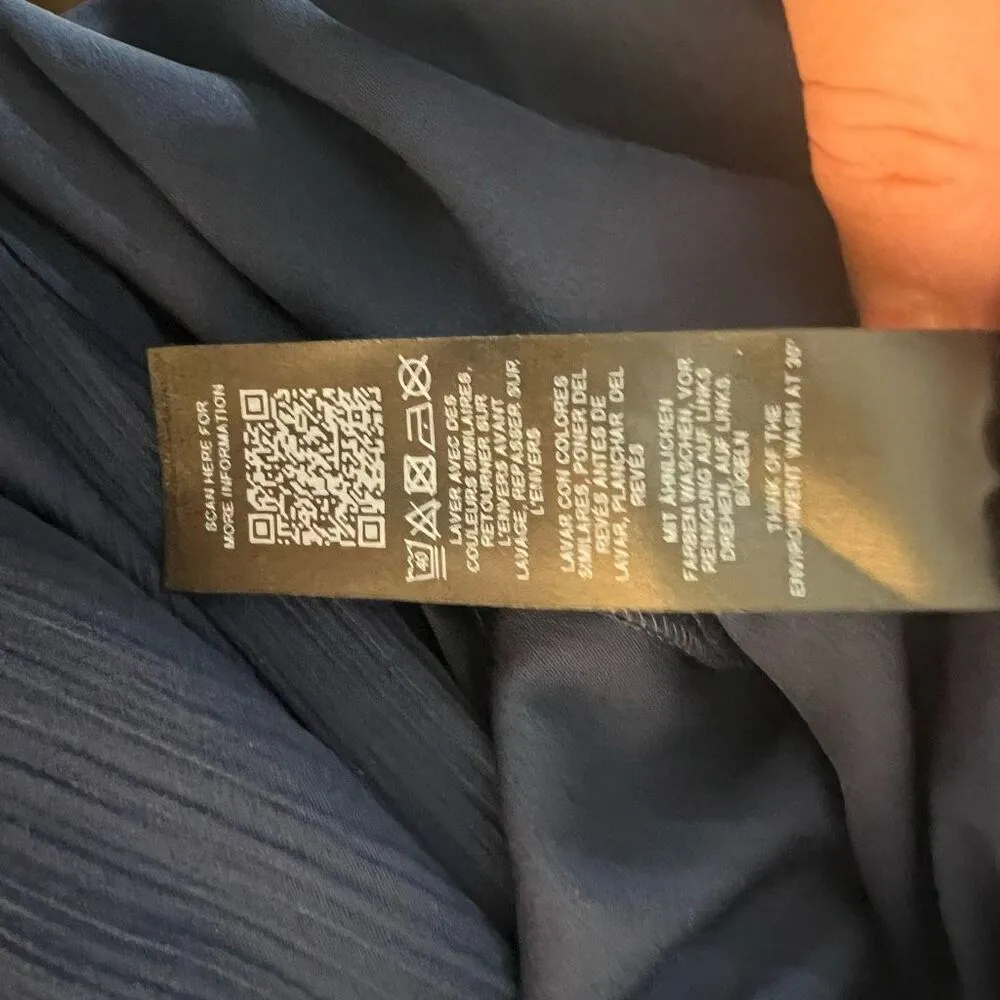 SCAN HERE FOR
MORE INFORMATION
40
LAVER AVEC DES
COULEURS SIMILAIRES,
RETOURNER SUR
L'ENVERS AVANT
LAVAGE, REPASSER SUR
L'ENVERS
LAVAR CON COLORES
SIMILARES, PONER DEL
REVÉS ANTES DE
LAVAR, PLANCHAR DEL
REVÉS
MIT ÄHNLICHEN
FARBEN WASCHEN, VOR
REINIGUNG AUF LINKS
DREHEN, AUF LINKS
BÜGELN
THINK OF THE
ENVIRONMENT WASH AT 30°